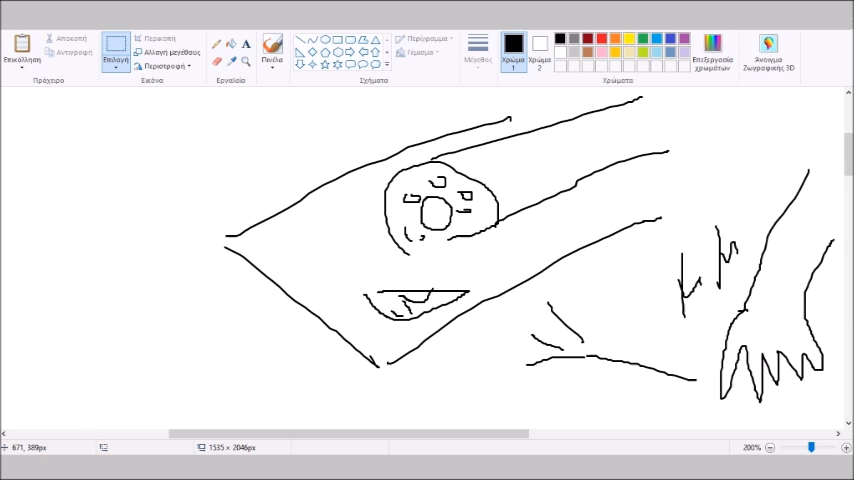 Επικόλληση
Αποκοπή
Αντιγραφή
Πρόχειρο
Επιλογή
Περικοπή
Αλλαγή μεγέθους
Περιστροφή
Εικόνα
A
Εργαλεία
Πινέλα
Περίγραμμα
Γέμισμα
Σχήματα
Μέγεθος
Χρώμα 1
Χρώμα 2
Χρώματα
Επεξεργασία χρωμάτων
Άνοιγμα Ζωγραφικής 3D
671, 389px
1535 × 2046px
200%